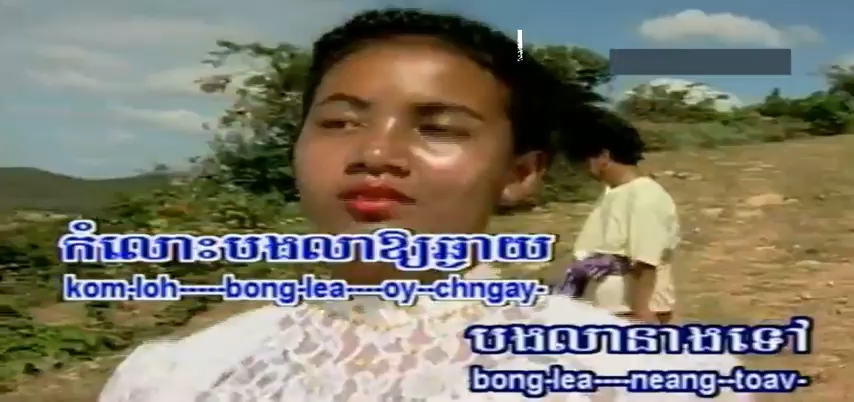 កំលោះបងលាឱ្យឆ្ងាយ
kom-loh-----bong-lea----oy--chngay-
បងលានាងទៅ
bong-lea----neang--toav-